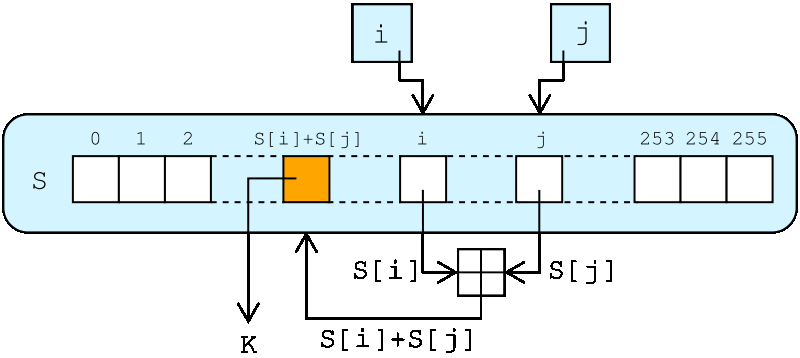 i j
0 1 2 S[i]+S[j] i j 253 254 255
S
S[i] S[j]
S[i]+S[j]
K